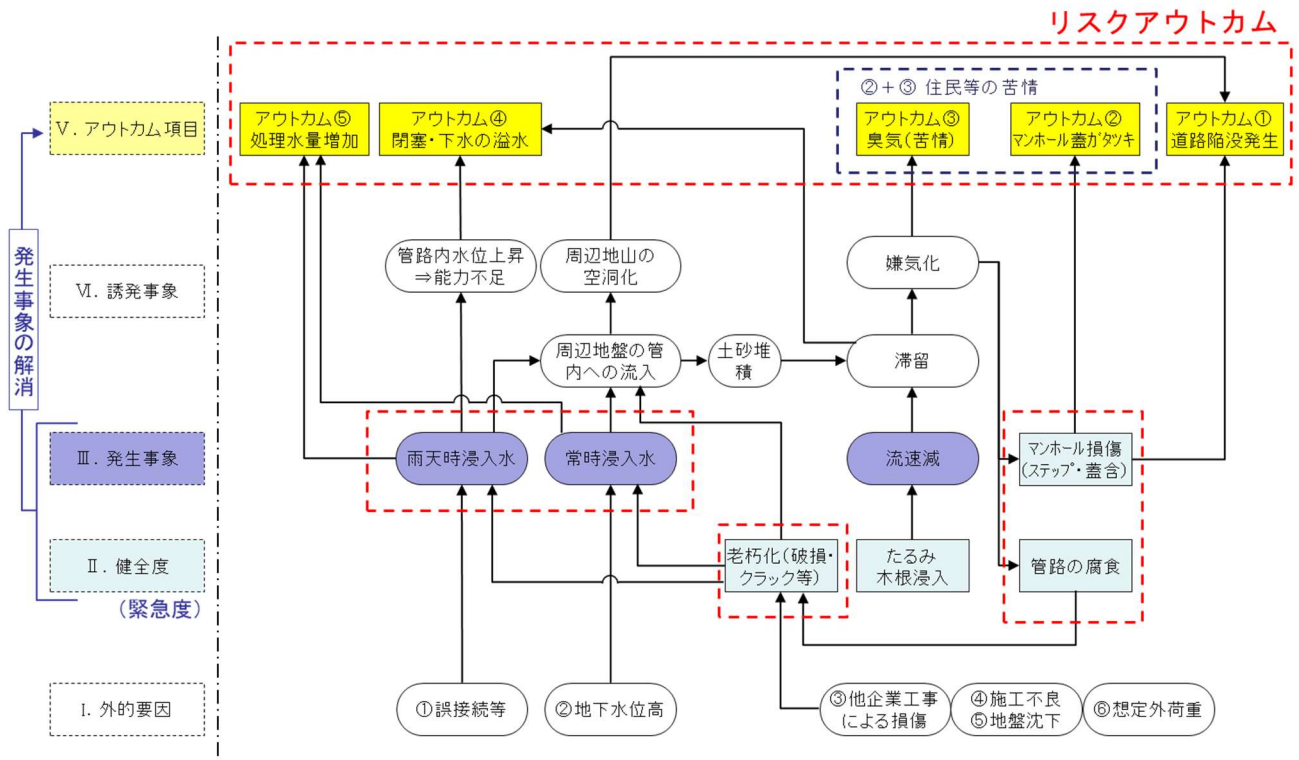 リスクアウトカム
②+③ 住民等の苦情
Ⅴ. アウトカム項目
アウトカム⑤
処理水量増加
アウトカム④
閉塞・下水の溢水
アウトカム③
臭気(苦情)
アウトカム②
マンホール蓋ガタツキ
アウトカム①
道路陥没発生
発生事象の解消
Ⅵ. 誘発事象
管路内水位上昇
⇒能力不足
周辺地山の
空洞化
嫌気化
周辺地盤の管
内への流入
土砂堆
積
滞留
Ⅲ. 発生事象
雨天時浸入水
常時浸入水
流速減
マンホール損傷
(ステップ・蓋含)
Ⅱ. 健全度
(緊急度)
老朽化(破損・
クラック等)
たるみ
木根浸入
管路の腐食
Ⅰ. 外的要因
①誤接続等
②地下水位高
③他企業工事
による損傷
④施工不良
⑤地盤沈下
⑥想定外荷重